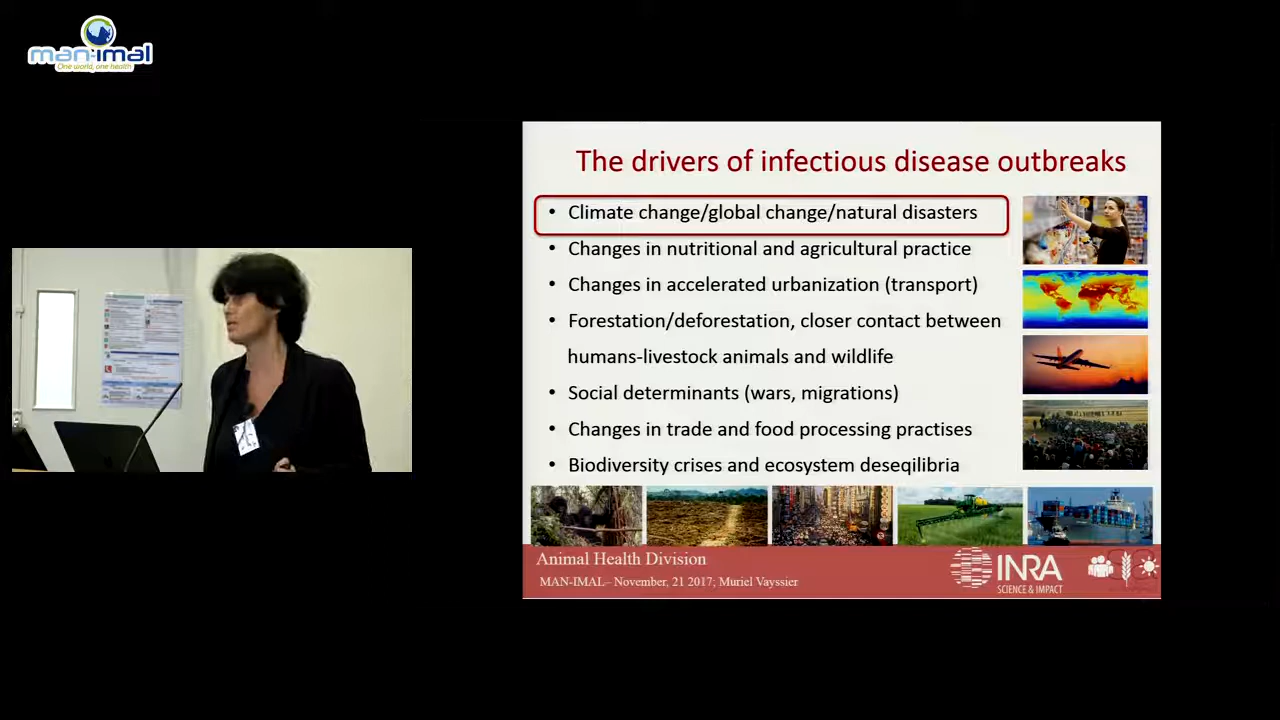 man-imal
One world, one health
The drivers of infectious disease outbreaks
• Climate change/global change/natural disasters
• Changes in nutritional and agricultural practice
• Changes in accelerated urbanization (transport)
• Forestation/deforestation, closer contact between
humans-livestock animals and wildlife
• Social determinants (wars, migrations)
• Changes in trade and food processing practises
• Biodiversity crises and ecosystem deseqilibria
Animal Health Division
MAN-IMAL– November, 21 2017; Muriel Vayssier
INRA
SCIENCE & IMPACT